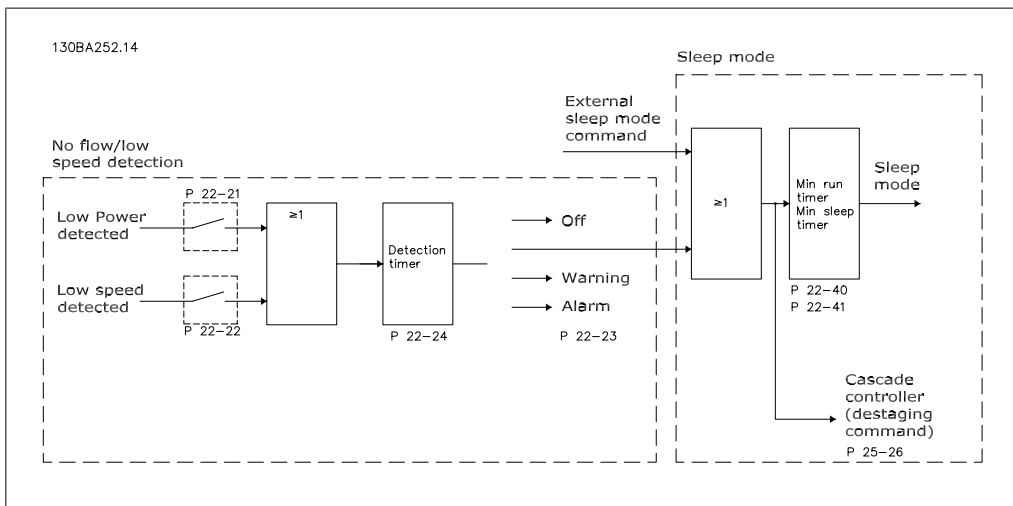 130BA252.14
Sleep mode
External
sleep mode
command
No flow/low
speed detection
P 22-21
Low Power
detected
≥1
Detection
timer
Off
Warning
Alarm
Low speed
detected
P 22-22
P 22-24
P 22-23
≥1
Min run
timer
Min sleep
timer
Sleep
mode
P 22-40
P 22-41
Cascade
controller
(destaging
command)
P 25-26